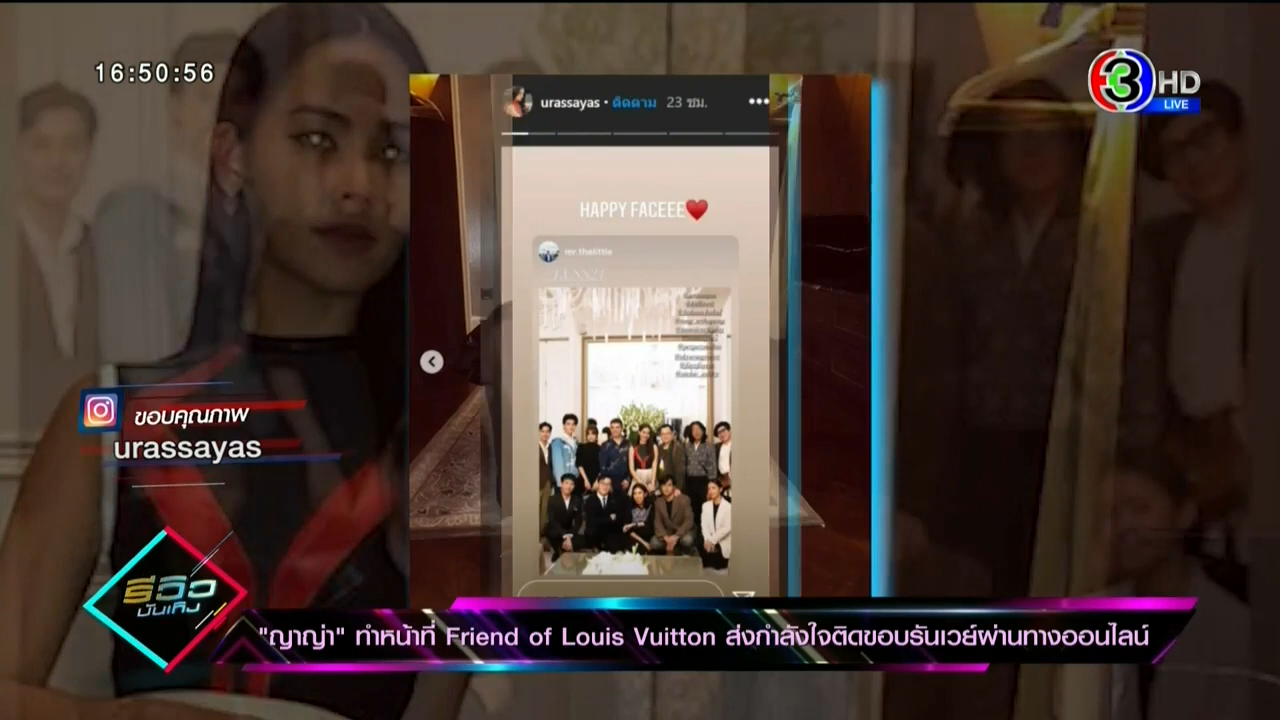 16:50:56
3 HD
LIVE
urassayas • ติดตาม 23 ชม.
HAPPY FACEEE❤
mr.thelittle
ขอบคุณภาพ
urassayas
รีวิว
บันเทิง
"ญาญ่า" ทำหน้าที่ Friend of Louis Vuitton ส่งกำลังใจติดขอบรันเวย์ผ่านทางออนไลน์